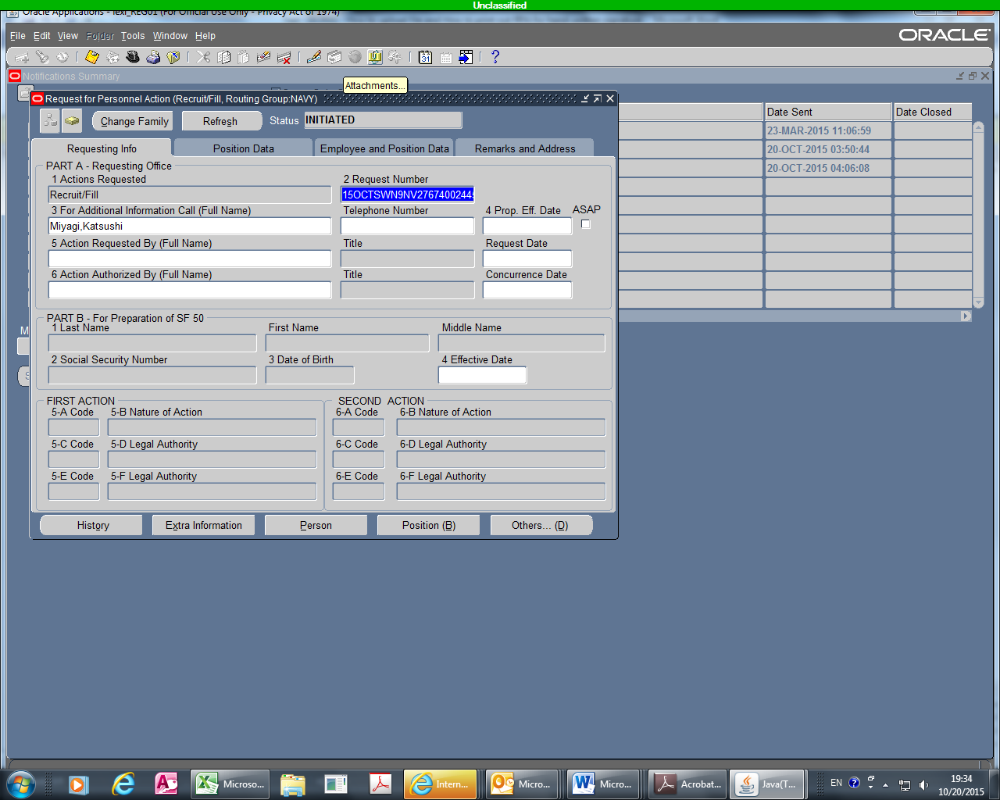 Unclassified
Oracle Applications - Texi_REG01 (For Official Use Only - Privacy Act of 1974)
File Edit View Folder Tools Window Help
ORACLE
Notifications Summary
Attachments...
Request for Personnel Action (Recruit/Fill, Routing Group:NAVY)
Change Family Refresh Status INITIATED
Date Sent Date Closed
23-MAR-2015 11:06:59
20-OCT-2015 03:50:44
20-OCT-2015 04:06:08
Requesting Info Position Data Employee and Position Data Remarks and Address
PART A - Requesting Office
1 Actions Requested 2 Request Number
Recruit/Fill 15OCTSWN9NV2767400244
3 For Additional Information Call (Full Name) Telephone Number 4 Prop. Eff. Date ASAP
Miyagi,Katsushi
5 Action Requested By (Full Name) Title Request Date
6 Action Authorized By (Full Name) Title Concurrence Date
PART B - For Preparation of SF 50
1 Last Name First Name Middle Name
2 Social Security Number 3 Date of Birth 4 Effective Date
FIRST ACTION SECOND ACTION
5-A Code 5-B Nature of Action 6-A Code 6-B Nature of Action
5-C Code 5-D Legal Authority 6-C Code 6-D Legal Authority
5-E Code 5-F Legal Authority 6-E Code 6-F Legal Authority
History Extra Information Person Position (B) Others... (D)
Microso... Intern... Micro... Micro... Acrobat... Java(T... EN 19:34
10/20/2015